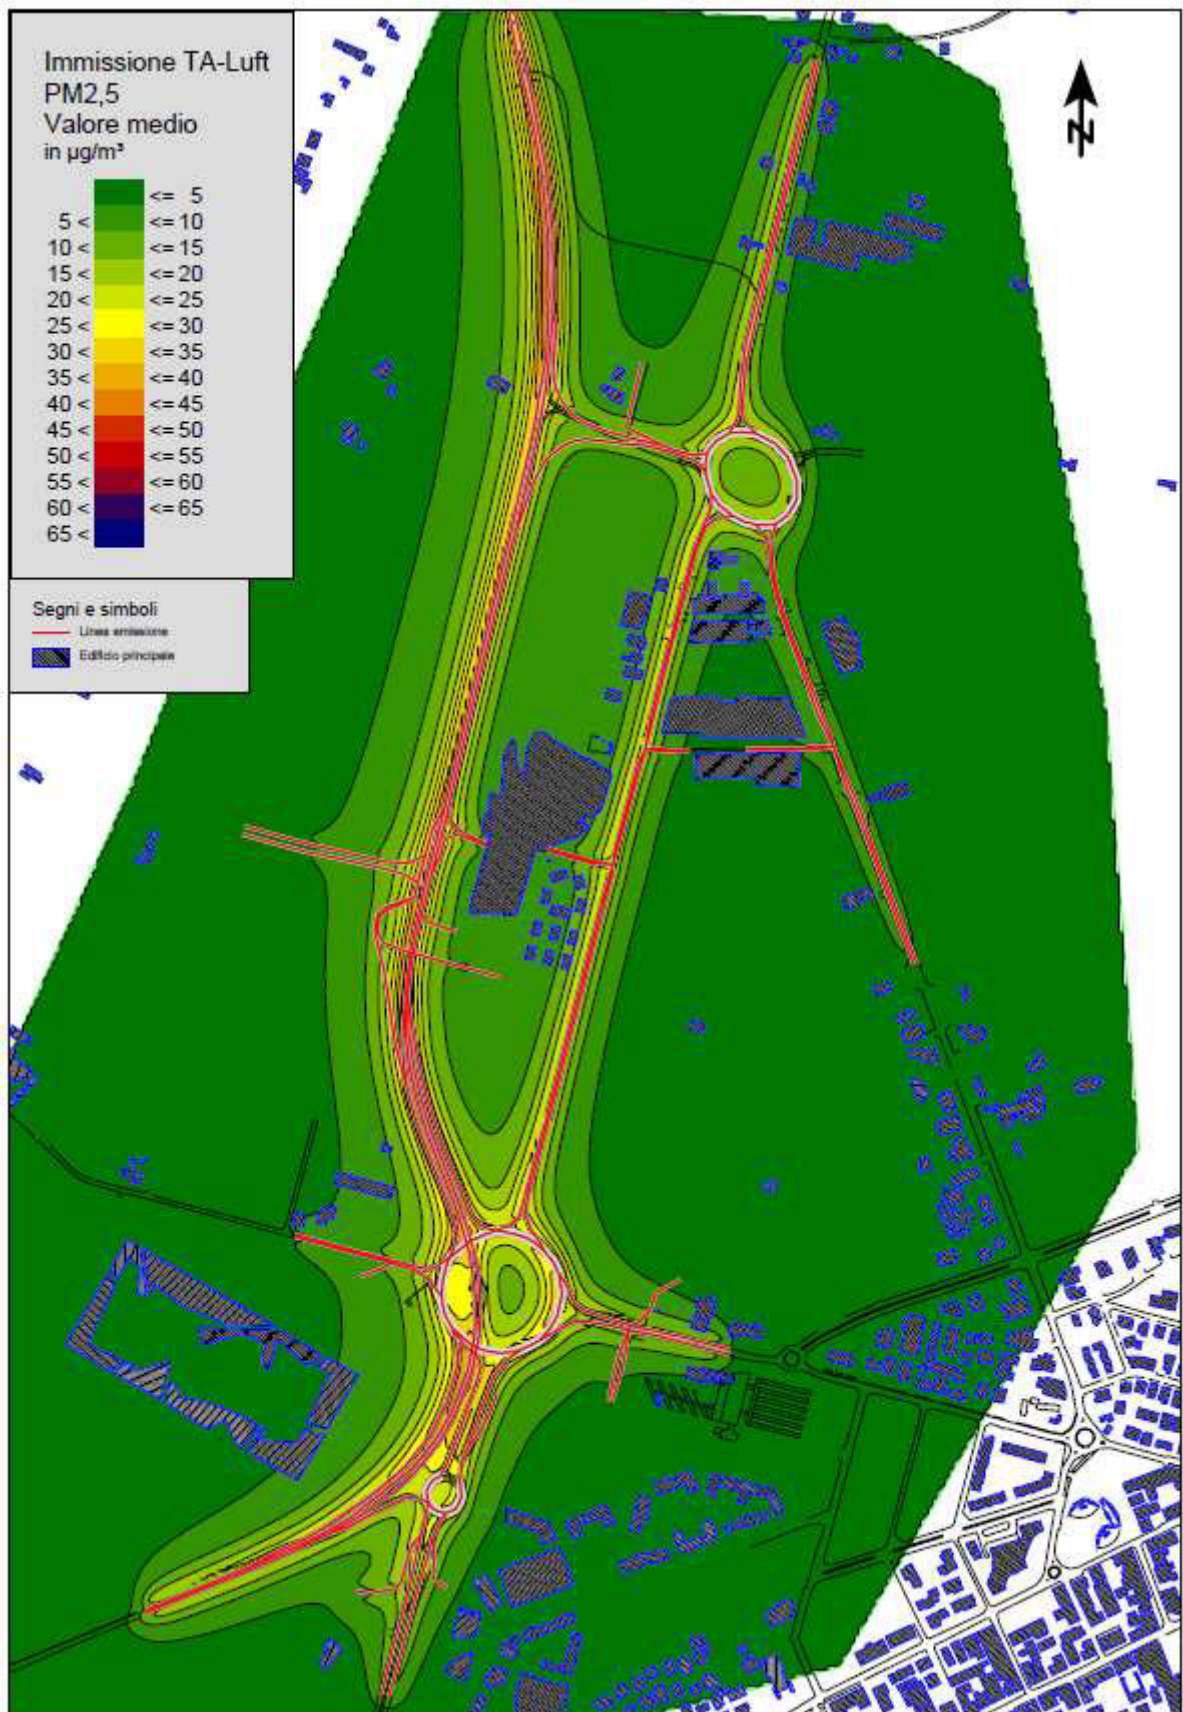 Immissione TA-Luft
PM2,5
Valore medio
in µg/m³
<= 5
5 < <= 10
10 < <= 15
15 < <= 20
20 < <= 25
25 < <= 30
30 < <= 35
35 < <= 40
40 < <= 45
45 < <= 50
50 < <= 55
55 < <= 60
60 < <= 65
65 <
Segni e simboli
Linea emissione
Edificio principale
N